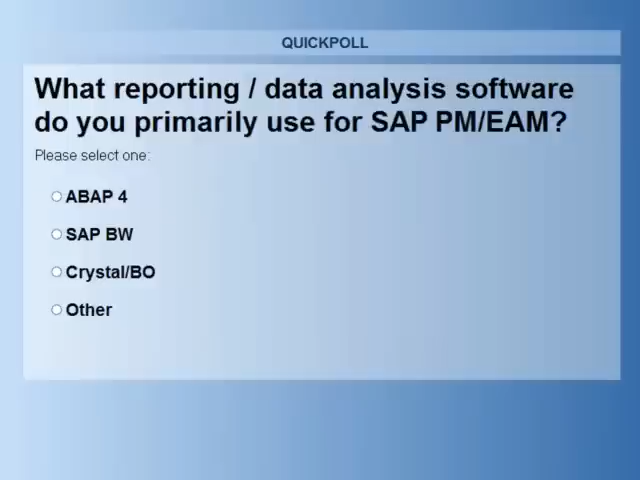 QUICKPOLL
What reporting / data analysis software
do you primarily use for SAP PM/EAM?
Please select one:
ABAP 4
SAP BW
Crystal/BO
Other